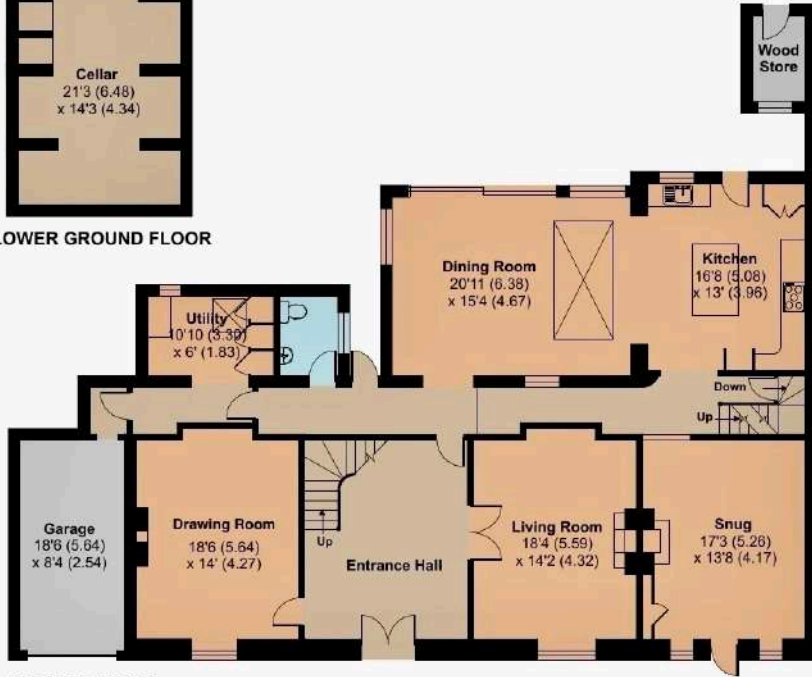 Cellar
21'3 (6.48)
x 14'3 (4.34)
LOWER GROUND FLOOR
Wood
Store
Dining Room
20'11 (6.38)
x 15'4 (4.67)
Kitchen
16'8 (5.08)
x 13' (3.96)
Utility
10'10 (3.30)
x 6' (1.83)
Down
Up
Garage
18'6 (5.64)
x 8'4 (2.54)
Drawing Room
18'6 (5.64)
x 14' (4.27)
Up
Entrance Hall
Living Room
18'4 (5.59)
x 14'2 (4.32)
Snug
17'3 (5.26)
x 13'8 (4.17)